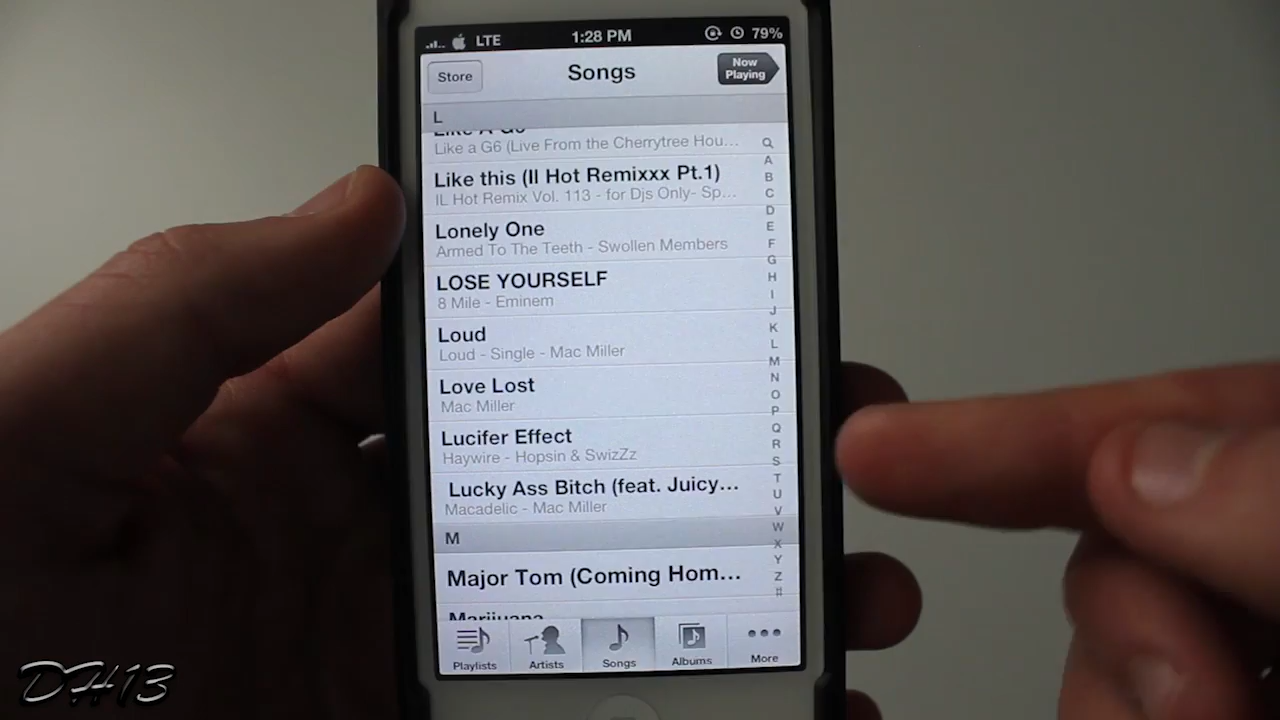 LTE 1:28 PM 79%
Store Songs Now Playing
L
Like A G6
Like a G6 (Live From the Cherrytree Hou...
Like this (Il Hot Remixxx Pt.1)
IL Hot Remix Vol. 113 - for Djs Only- Sp...
Lonely One
Armed To The Teeth - Swollen Members
LOSE YOURSELF
8 Mile - Eminem
Loud
Loud - Single - Mac Miller
Love Lost
Mac Miller
Lucifer Effect
Haywire - Hopsin & SwizZz
Lucky Ass Bitch (feat. Juicy...
Macadelic - Mac Miller
M
Major Tom (Coming Hom...
Marijuana
A
B
C
D
E
F
G
H
I
J
K
L
M
N
O
P
Q
R
S
T
U
V
W
X
Y
Z
#
Playlists Artists Songs Albums More
DH13